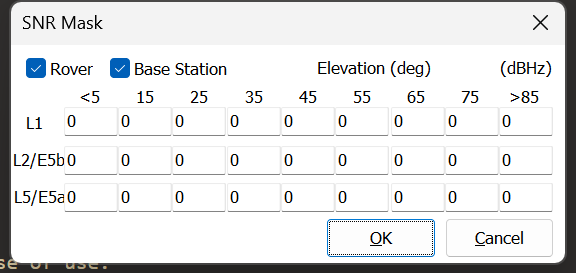 SNR Mask
Rover Base Station Elevation (deg) (dBHz)
<5 15 25 35 45 55 65 75 >85
L1 0 0 0 0 0 0 0 0 0
L2/E5b 0 0 0 0 0 0 0 0 0
L5/E5a 0 0 0 0 0 0 0 0 0
OK Cancel
se of use.